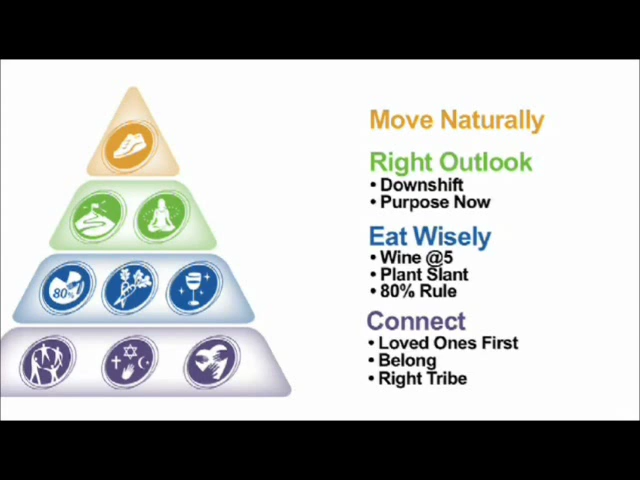 Move Naturally
Right Outlook
• Downshift
• Purpose Now
Eat Wisely
• Wine @5
• Plant Slant
• 80% Rule
80%
Connect
• Loved Ones First
• Belong
• Right Tribe